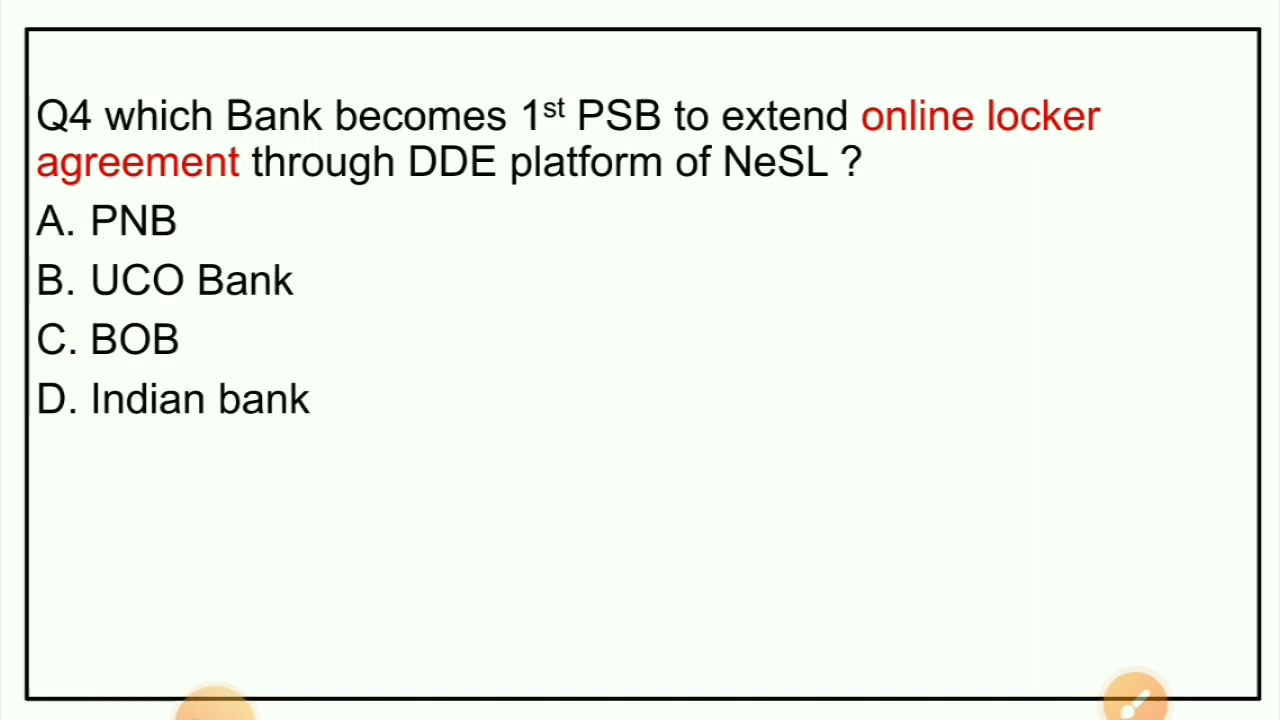 Q4 which Bank becomes 1st PSB to extend online locker
agreement through DDE platform of NeSL ?
A. PNB
B. UCO Bank
C. BOB
D. Indian bank